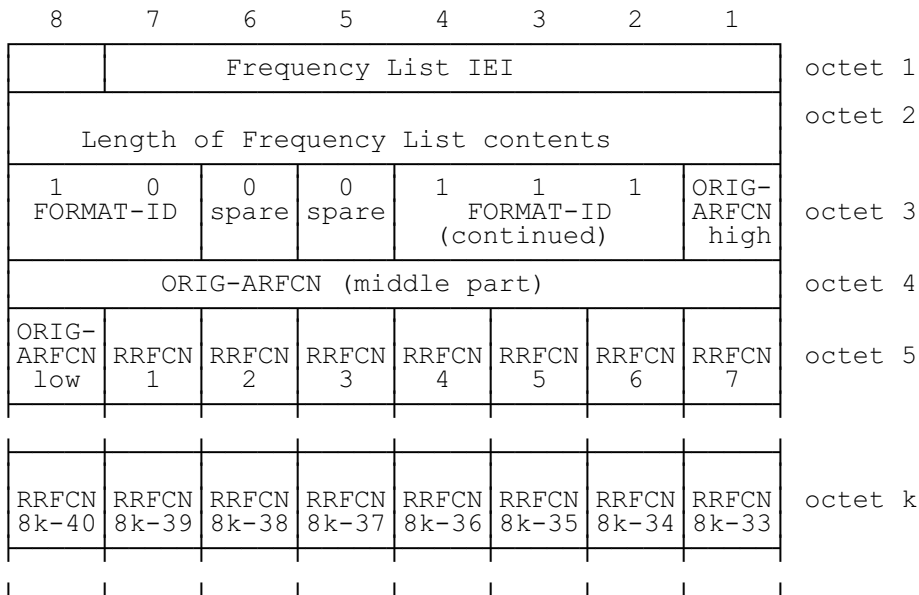 8 7 6 5 4 3 2 1
Frequency List IEI octet 1
octet 2
Length of Frequency List contents
1 0 0 0 1 1 1 ORIG-
FORMAT-ID spare spare FORMAT-ID ARFCN octet 3
(continued) high
ORIG-ARFCN (middle part) octet 4
ORIG-
ARFCN RRFCN RRFCN RRFCN RRFCN RRFCN RRFCN RRFCN octet 5
low 1 2 3 4 5 6 7
RRFCN RRFCN RRFCN RRFCN RRFCN RRFCN RRFCN RRFCN octet k
8k-40 8k-39 8k-38 8k-37 8k-36 8k-35 8k-34 8k-33